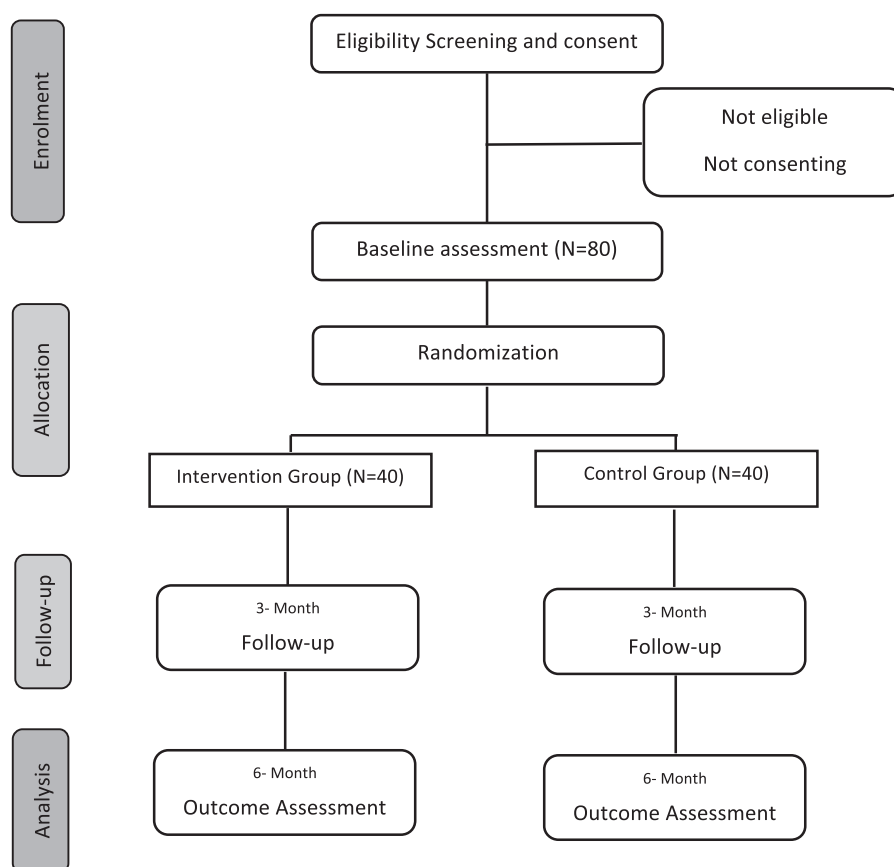 Enrolment
Eligibility Screening and consent
Not eligible
Not consenting
Baseline assessment (N=80)
Allocation
Randomization
Intervention Group (N=40)
Control Group (N=40)
Follow-up
3- Month
Follow-up
3- Month
Follow-up
Analysis
6- Month
Outcome Assessment
6- Month
Outcome Assessment